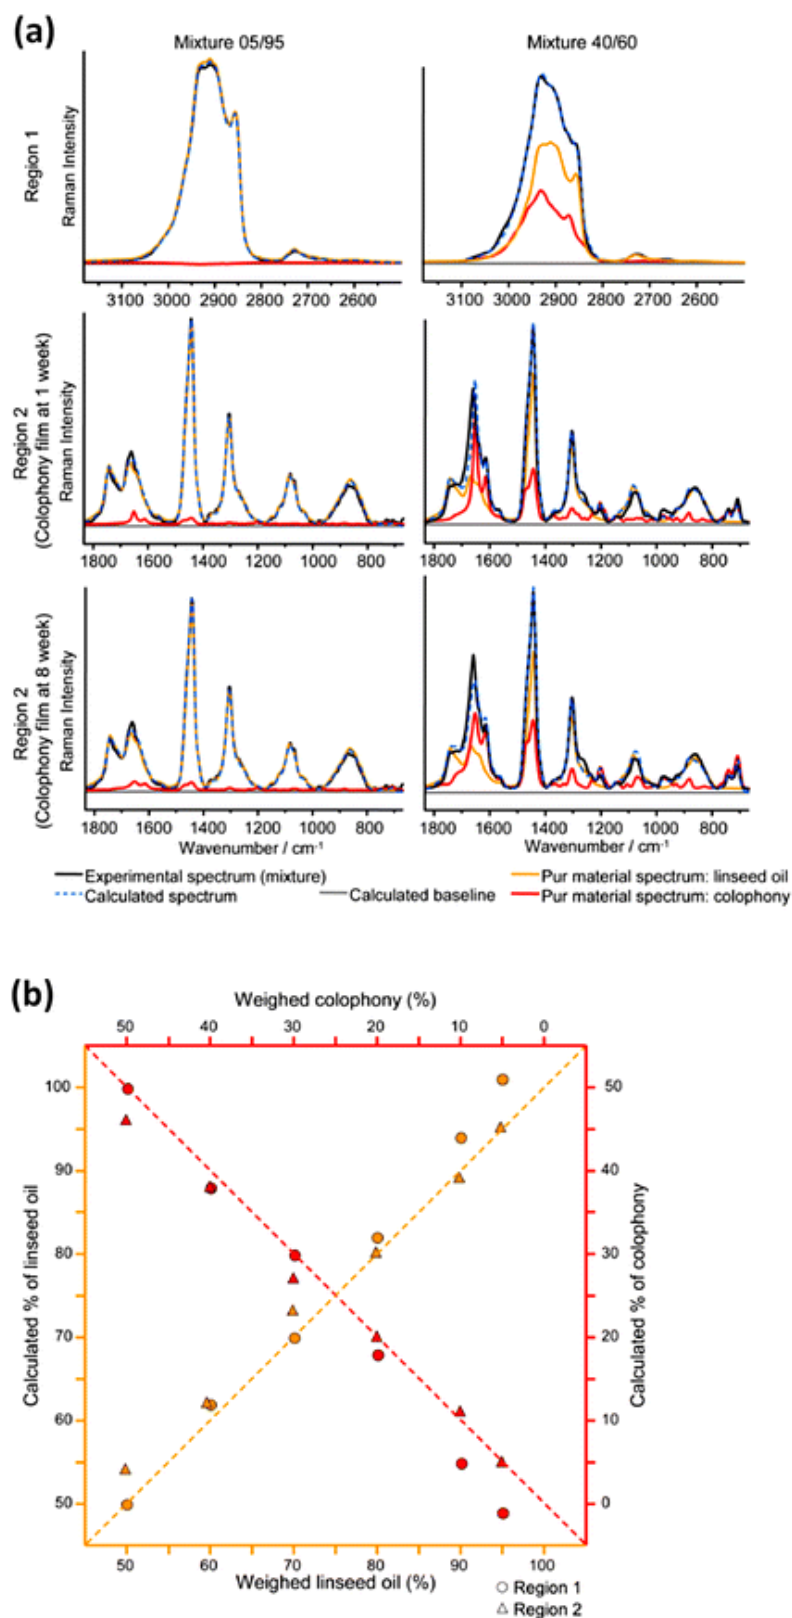 (a)
Mixture 05/95
Mixture 40/60
Region 1
Raman Intensity
3100 3000 2900 2800 2700 2600
3100 3000 2900 2800 2700 2600
Region 2
(Colophony film at 1 week)
Raman Intensity
1800 1600 1400 1200 1000 800
1800 1600 1400 1200 1000 800
Region 2
(Colophony film at 8 week)
Raman Intensity
1800 1600 1400 1200 1000 800
1800 1600 1400 1200 1000 800
Wavenumber / cm-1
Wavenumber / cm-1
Experimental spectrum (mixture)
Pur material spectrum: linseed oil
Calculated spectrum
Calculated baseline
Pur material spectrum: colophony
(b)
Weighed colophony (%)
50 40 30 20 10 0
Calculated % of linseed oil
100
90
80
70
60
50
Calculated % of colophony
50
40
30
20
10
0
50 60 70 80 90 100
Weighed linseed oil (%)
Region 1
Region 2